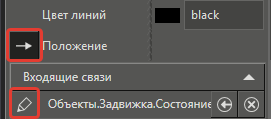 Цвет линий black
Положение
Входящие связи
Объекты.Задвижка.Состояние